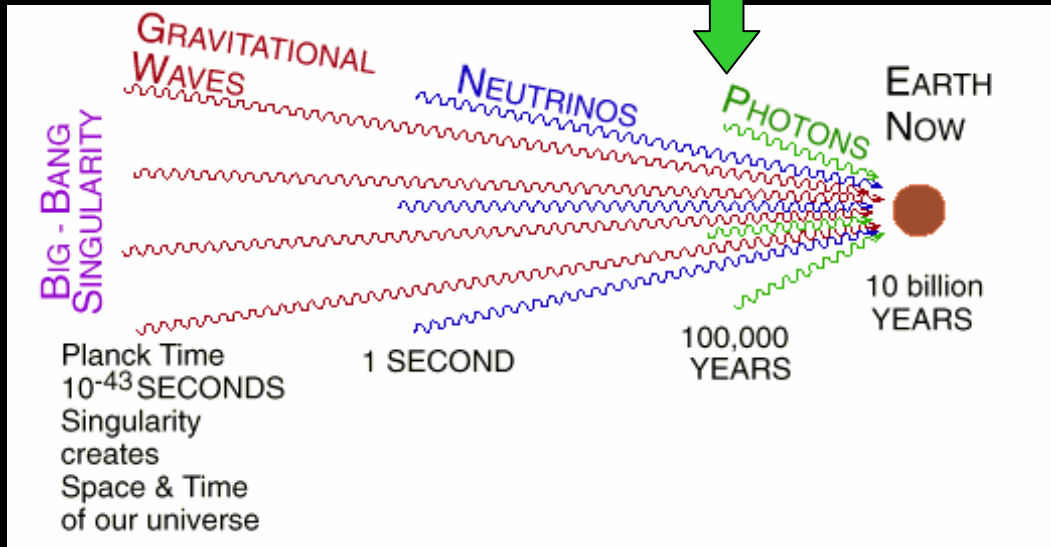 GRAVITATIONAL
WAVES
NEUTRINOS
PHOTONS
EARTH
NOW
BIG - BANG
SINGULARITY
Planck Time
10-43 SECONDS
Singularity
creates
Space & Time
of our universe
1 SECOND
100,000
YEARS
10 billion
YEARS